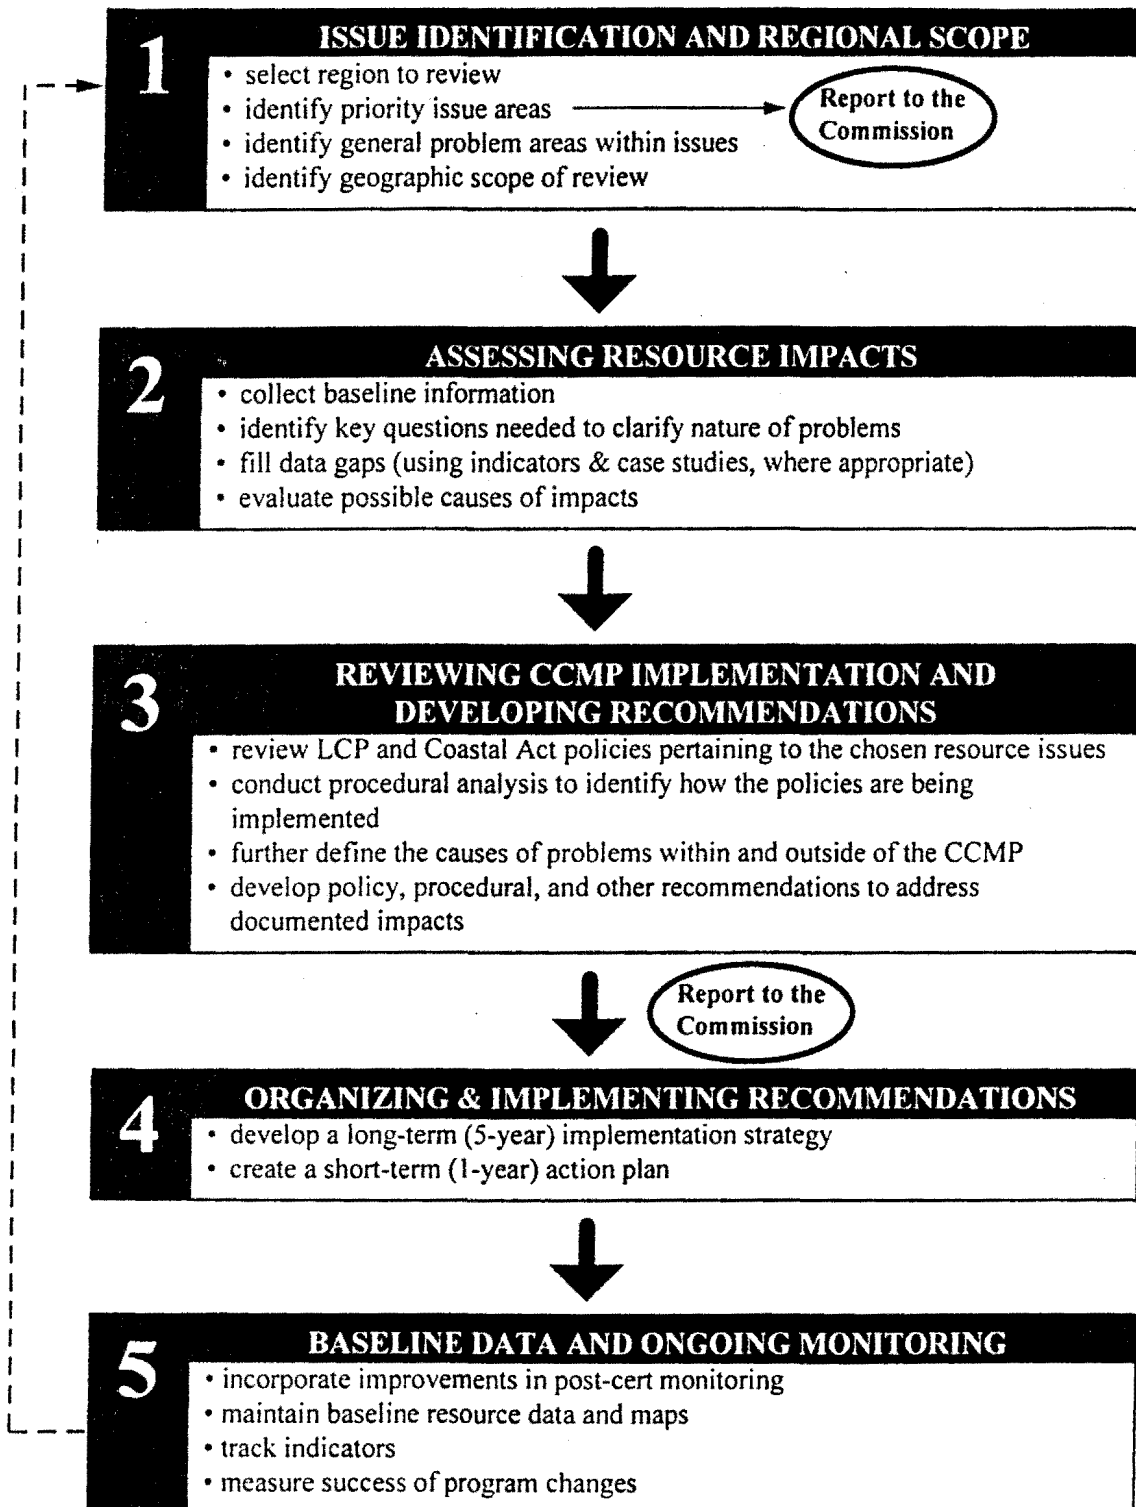 1
ISSUE IDENTIFICATION AND REGIONAL SCOPE
• select region to review
• identify priority issue areas
Report to the
Commission
• identify general problem areas within issues
• identify geographic scope of review
2
ASSESSING RESOURCE IMPACTS
• collect baseline information
• identify key questions needed to clarify nature of problems
• fill data gaps (using indicators & case studies, where appropriate)
• evaluate possible causes of impacts
3
REVIEWING CCMP IMPLEMENTATION AND
DEVELOPING RECOMMENDATIONS
• review LCP and Coastal Act policies pertaining to the chosen resource issues
• conduct procedural analysis to identify how the policies are being
implemented
• further define the causes of problems within and outside of the CCMP
• develop policy, procedural, and other recommendations to address
documented impacts
Report to the
Commission
4
ORGANIZING & IMPLEMENTING RECOMMENDATIONS
• develop a long-term (5-year) implementation strategy
• create a short-term (1-year) action plan
5
BASELINE DATA AND ONGOING MONITORING
• incorporate improvements in post-cert monitoring
• maintain baseline resource data and maps
• track indicators
• measure success of program changes